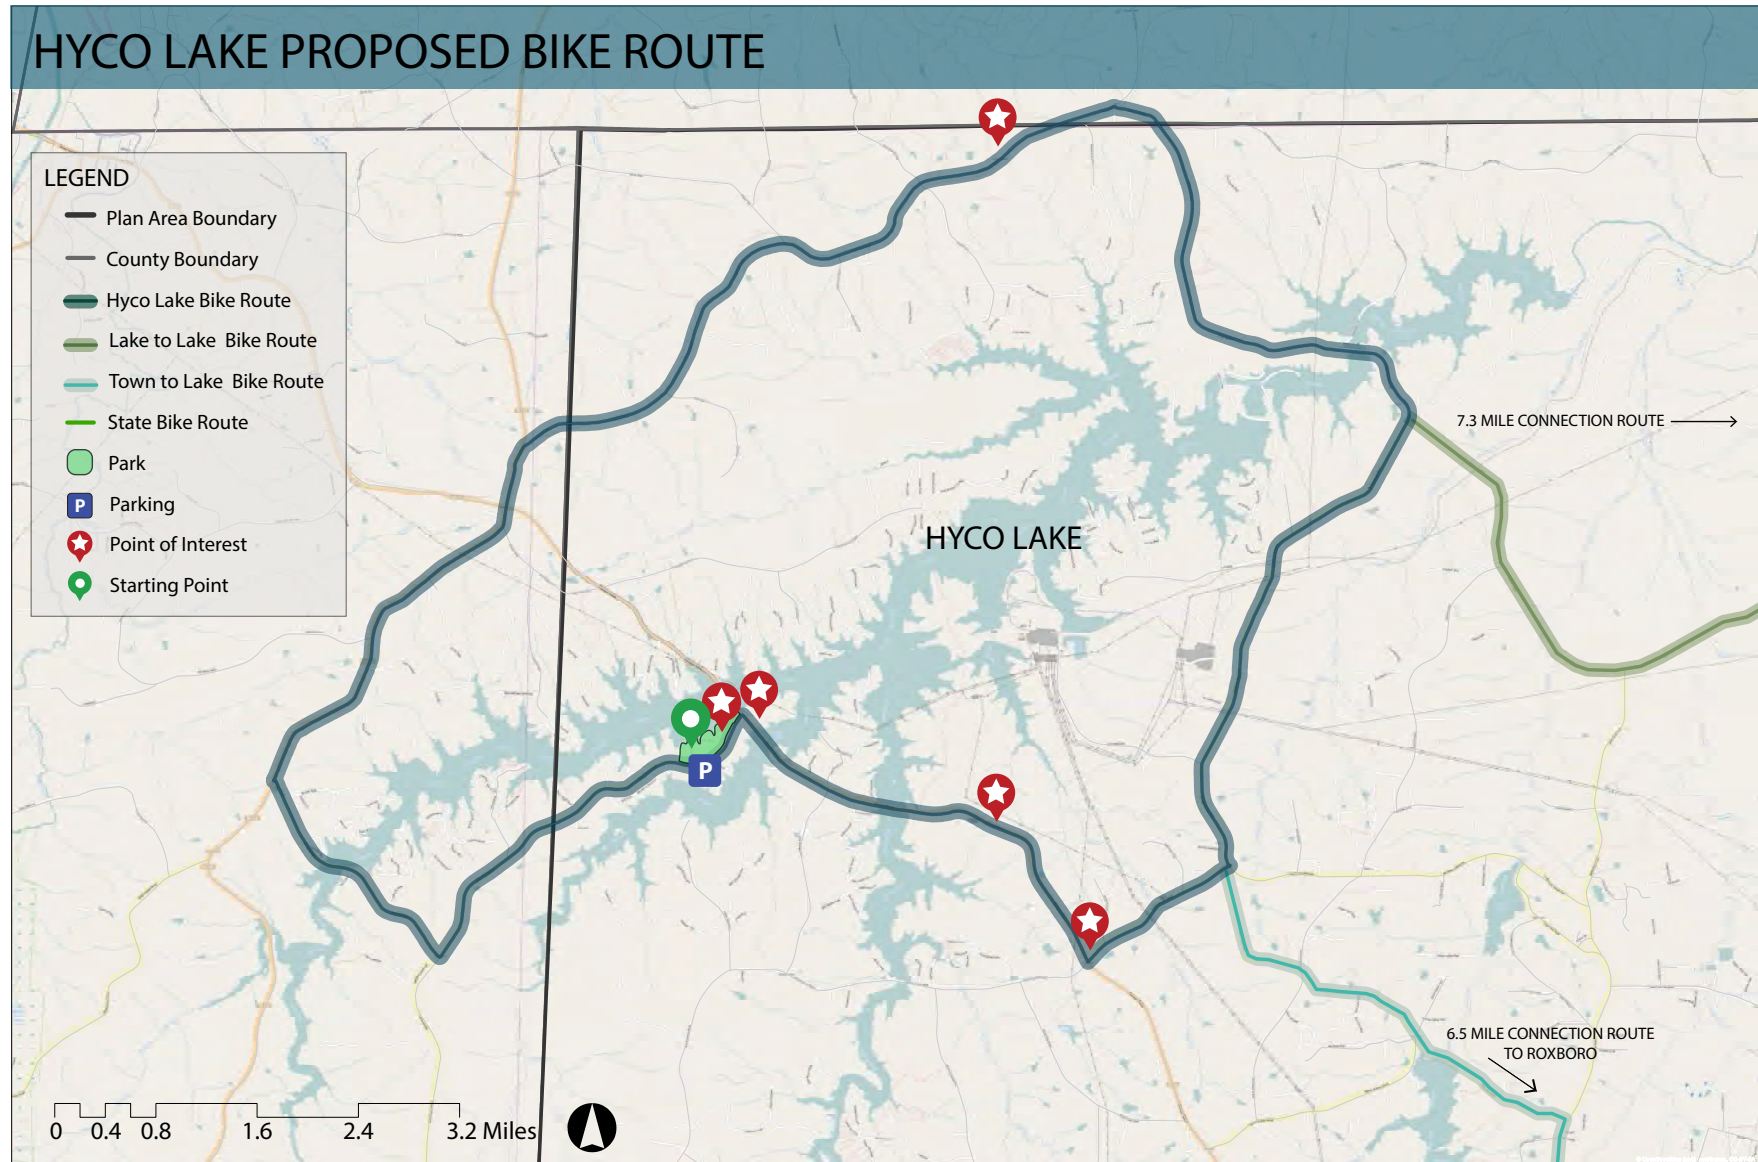 HYCO LAKE PROPOSED BIKE ROUTE
LEGEND
Plan Area Boundary
County Boundary
Hyco Lake Bike Route
Lake to Lake Bike Route
Town to Lake Bike Route
State Bike Route
Park
P
Parking
Point of Interest
Starting Point
7.3 MILE CONNECTION ROUTE
HYCO LAKE
P
6.5 MILE CONNECTION ROUTE
TO ROXBORO
0 0.4 0.8 1.6 2.4 3.2 Miles